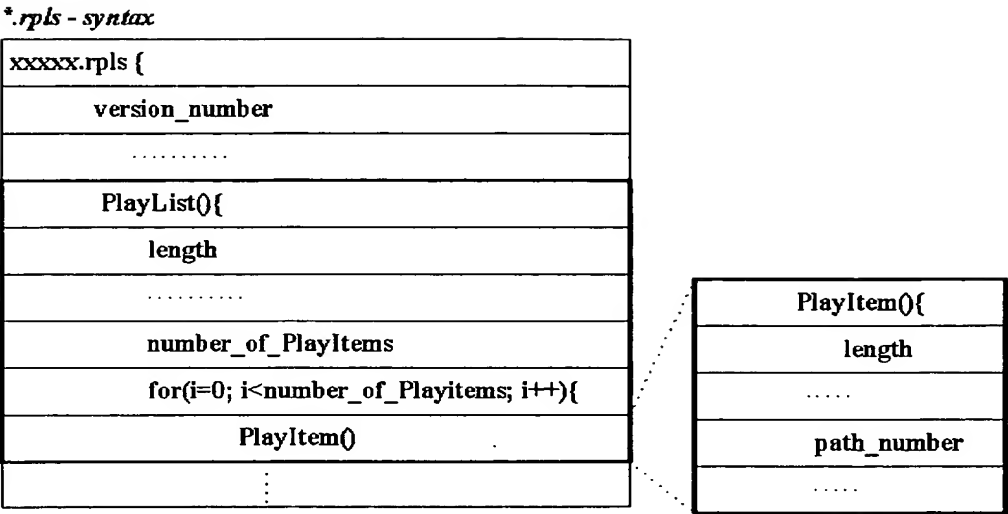 *.rpls - syntax
xxxxx.rpls {
version_number
..........
PlayList(){
length
..........
number_of_PlayItems
for(i=0; i<number_of_Playitems; i++){
PlayItem()
PlayItem(){
length
.....
path_number
.....